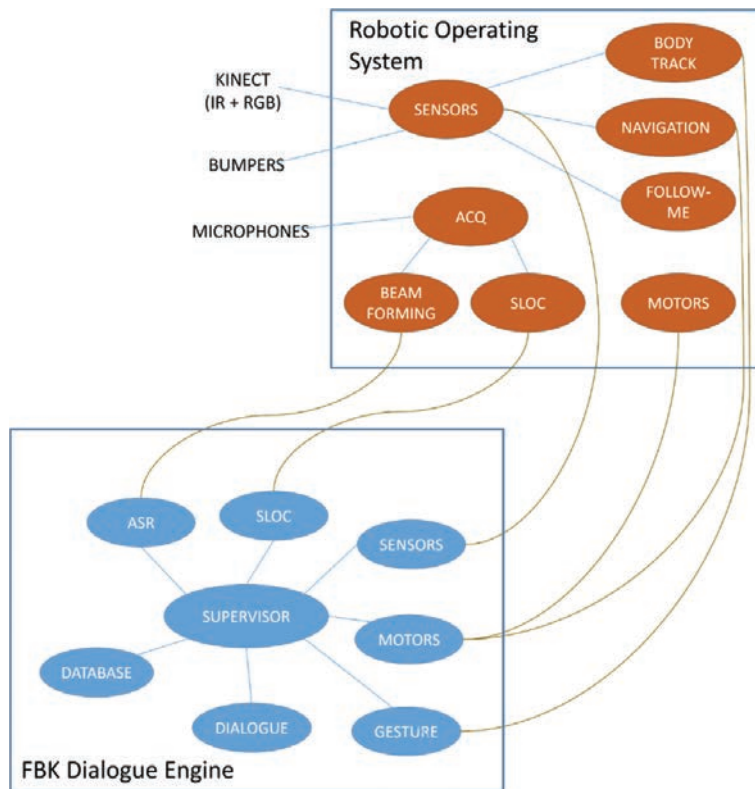 Robotic Operating
System
BODY
TRACK
KINECT
(IR + RGB)
SENSORS
NAVIGATION
BUMPERS
FOLLOW-
ME
ACQ
MICROPHONES
BEAM
FORMING
SLOC
MOTORS
ASR
SLOC
SENSORS
SUPERVISOR
MOTORS
DATABASE
DIALOGUE
GESTURE
FBK Dialogue Engine